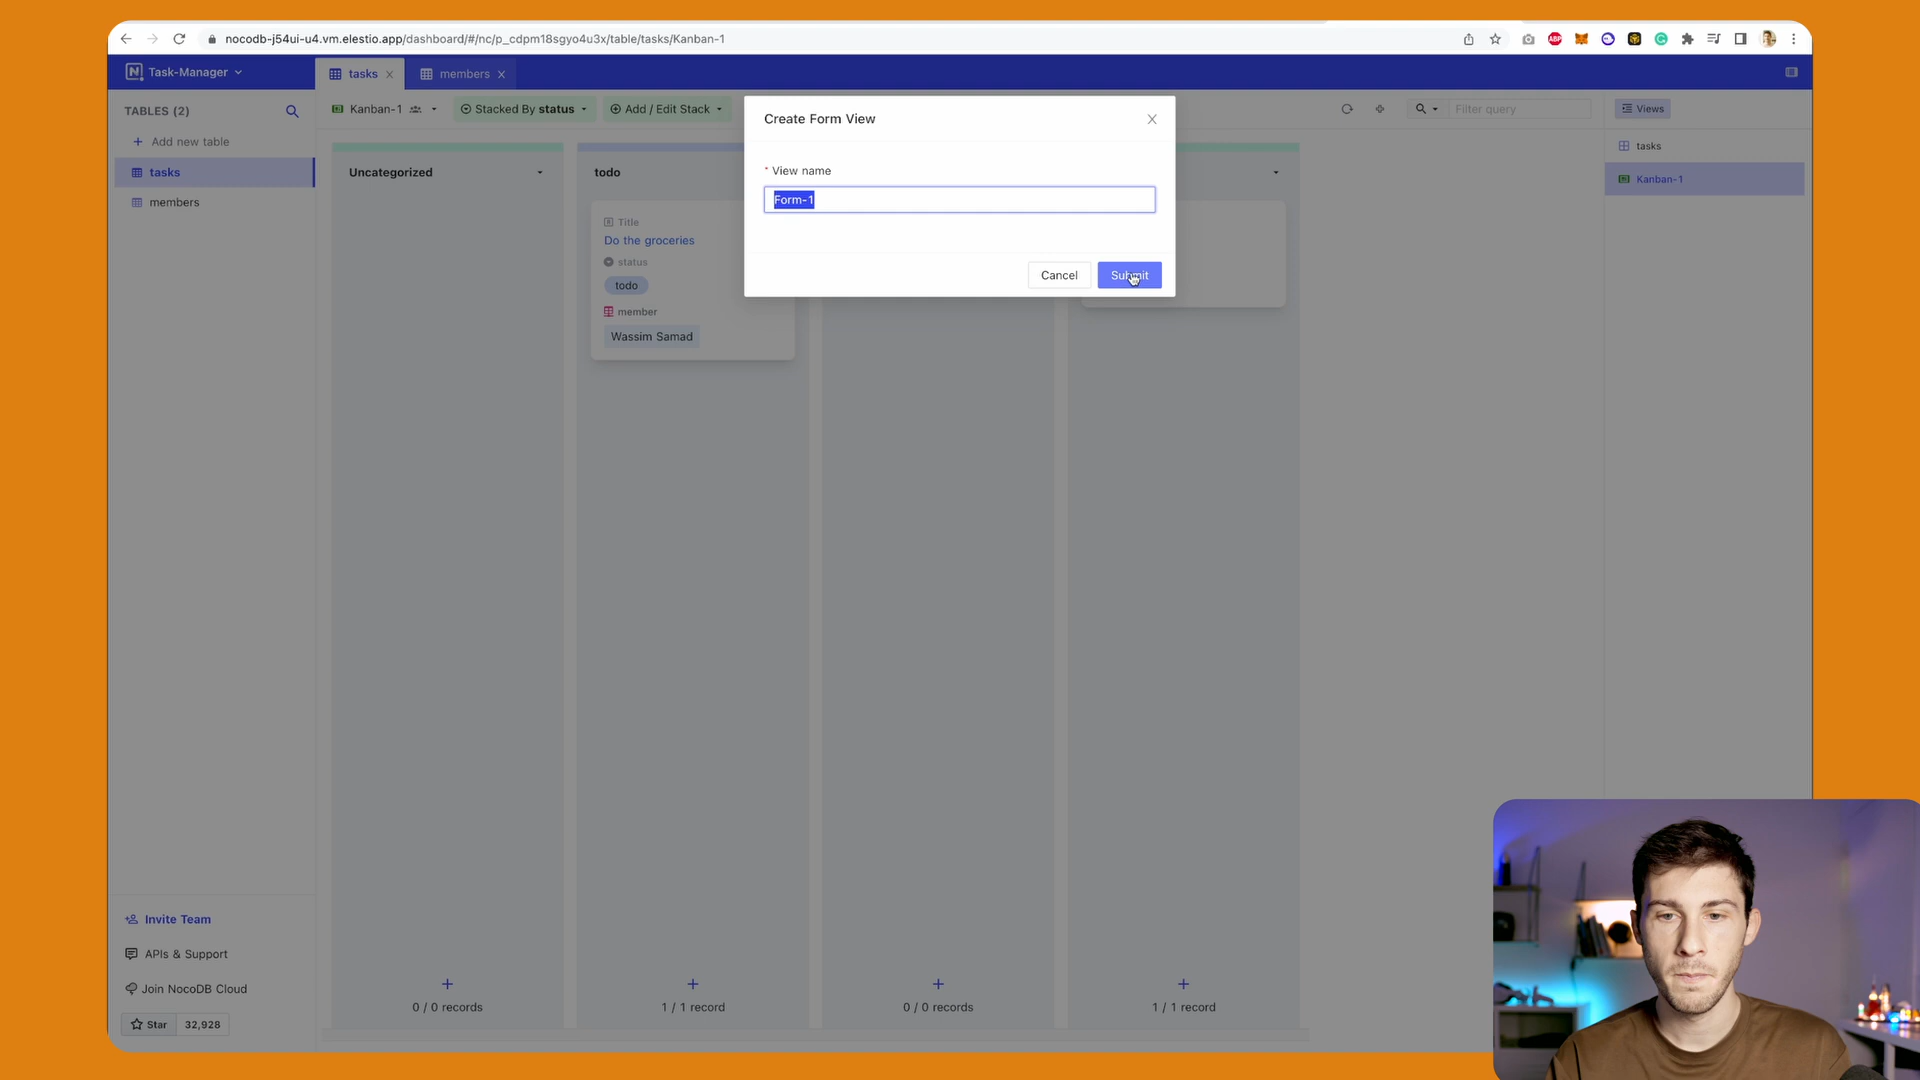 nocodb-j54ui-u4.vm.elestio.app/dashboard/#/nc/p_cdpm18sgyo4u3x/table/tasks/Kanban-1
ABP
Task-Manager
tasks
members
TABLES (2)
Kanban-1
Stacked By status
Add / Edit Stack
Filter query
Views
Add new table
tasks
members
tasks
Kanban-1
Create Form View
* View name
Form-1
Cancel
Submit
Uncategorized
todo
Title
Do the groceries
status
todo
member
Wassim Samad
0 / 0 records
1 / 1 record
0 / 0 records
1 / 1 record
Invite Team
APIs & Support
Join NocoDB Cloud
Star
32,928